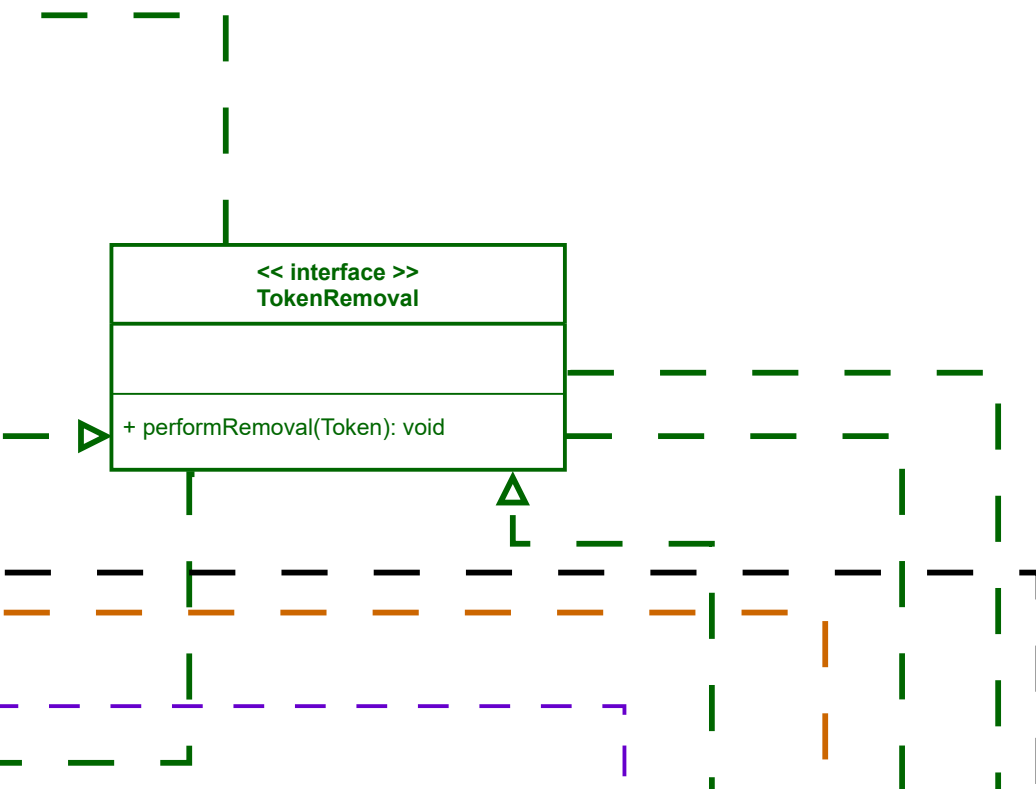 << interface >>
TokenRemoval
+ performRemoval(Token): void